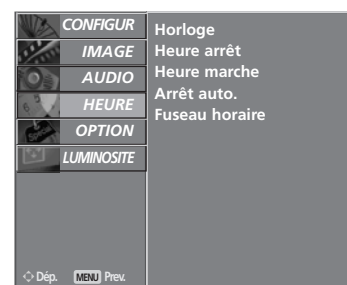 CONFIGUR
IMAGE
AUDIO
HEURE
OPTION
LUMINOSITE
Horloge
Heure arrêt
Heure marche
Arrêt auto.
Fuseau horaire
Dép. MENU Prev.